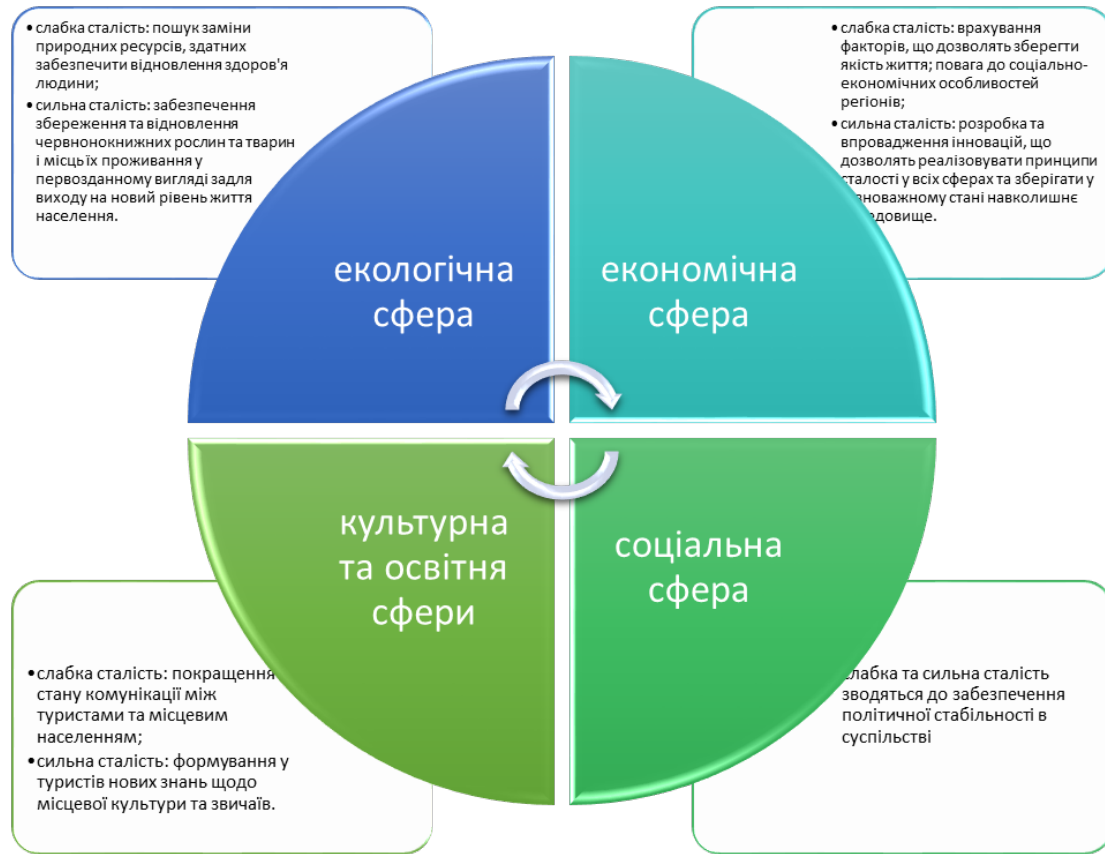 •слабка сталість: пошук заміни
природних ресурсів, здатних
забезпечити відновлення здоров'я
людини;
•сильна сталість: забезпечення
збереження та відновлення
червонокнижних рослин та тварин
і місць їх проживання у
первозданному вигляді задля
виходу на новий рівень життя
населення.
•слабка сталість: врахування
факторів, що дозволять зберегти
якість життя; повага до соціально-
економічних особливостей
регіонів;
•сильна сталість: розробка та
впровадження інновацій, що
дозволять реалізовувати принципи
сталості у всіх сферах та зберігати у
стані навколишнє
екологічна
сфера
економічна
сфера
культурна
та освітня
сфери
соціальна
сфера
•слабка сталість: покращення
стану комунікації між
туристами та місцевим
населенням;
•сильна сталість: формування у
туристів нових знань щодо
місцевої культури та звичаїв.
слабка та сильна сталість
зводяться до забезпечення
політичної стабільності в
суспільстві